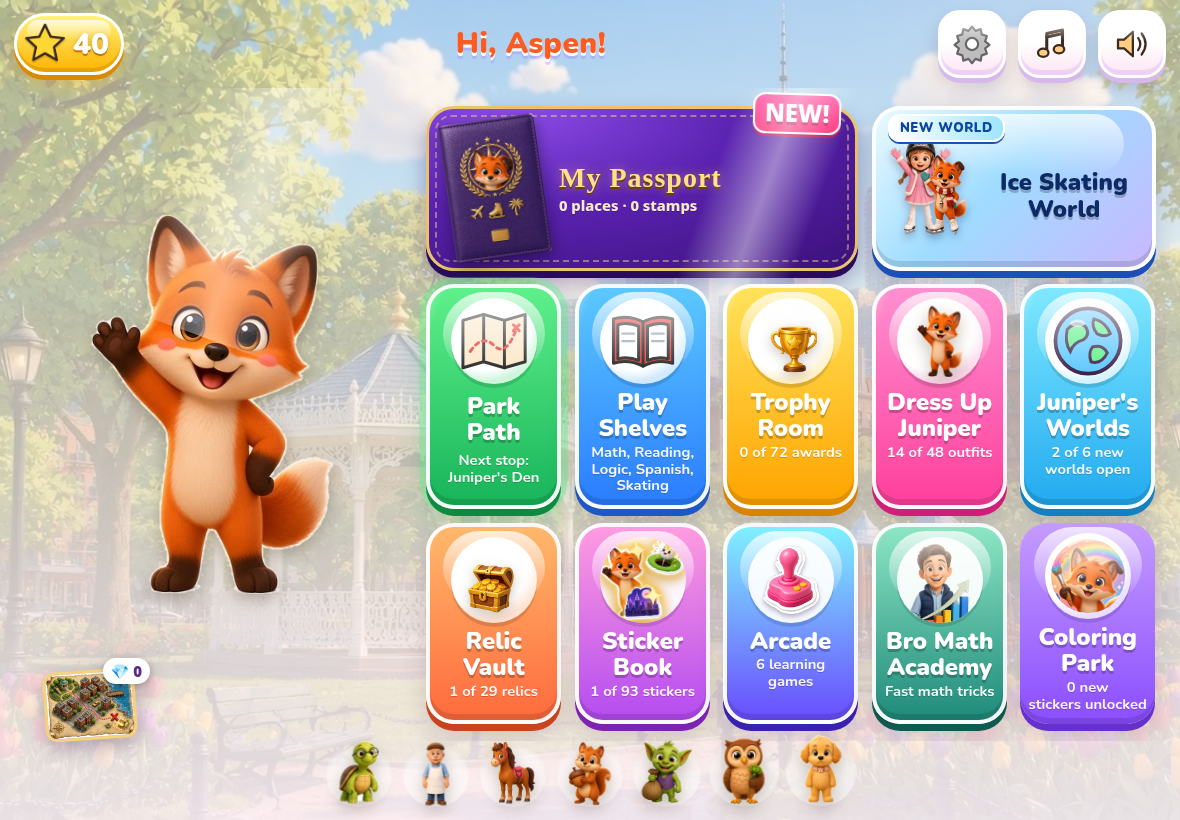 40
Hi, Aspen!
NEW!
My Passport
0 places · 0 stamps
NEW WORLD
Ice Skating
World
Park
Path
Next stop:
Juniper's Den
Play
Shelves
Math, Reading,
Logic, Spanish,
Skating
Trophy
Room
0 of 72 awards
Dress Up
Juniper
14 of 48 outfits
Juniper's
Worlds
2 of 6 new
worlds open
Relic
Vault
1 of 29 relics
Sticker
Book
1 of 93 stickers
Arcade
6 learning
games
Bro Math
Academy
Fast math tricks
Coloring
Park
0 new
stickers unlocked
0